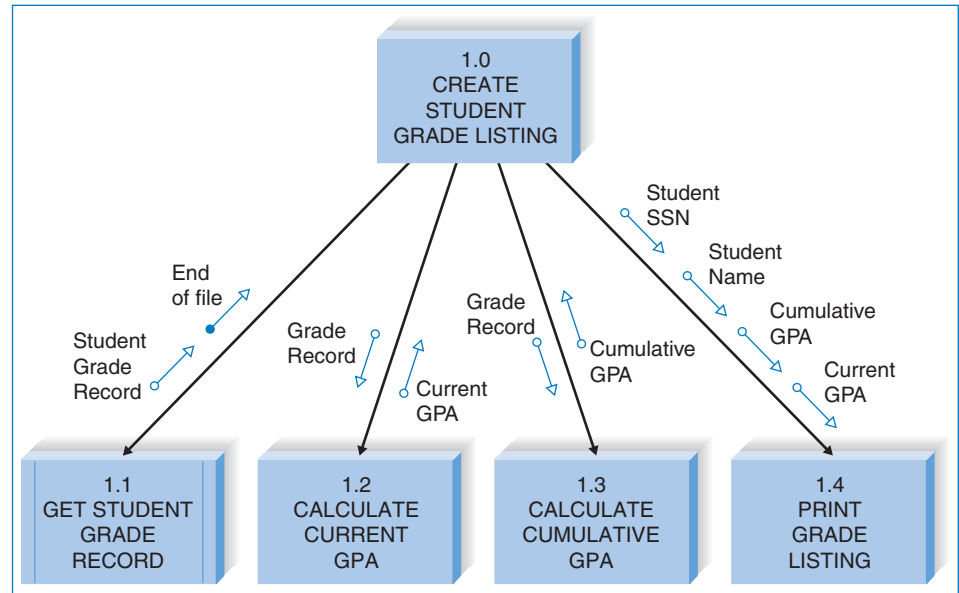 1.0
CREATE
STUDENT
GRADE LISTING
Student
SSN
Student
Name
Cumulative
GPA
Current
GPA
End
of file
Student
Grade
Record
Grade
Record
Current
GPA
Grade
Record
Cumulative
GPA
1.1
GET STUDENT
GRADE
RECORD
1.2
CALCULATE
CURRENT
GPA
1.3
CALCULATE
CUMULATIVE
GPA
1.4
PRINT
GRADE
LISTING